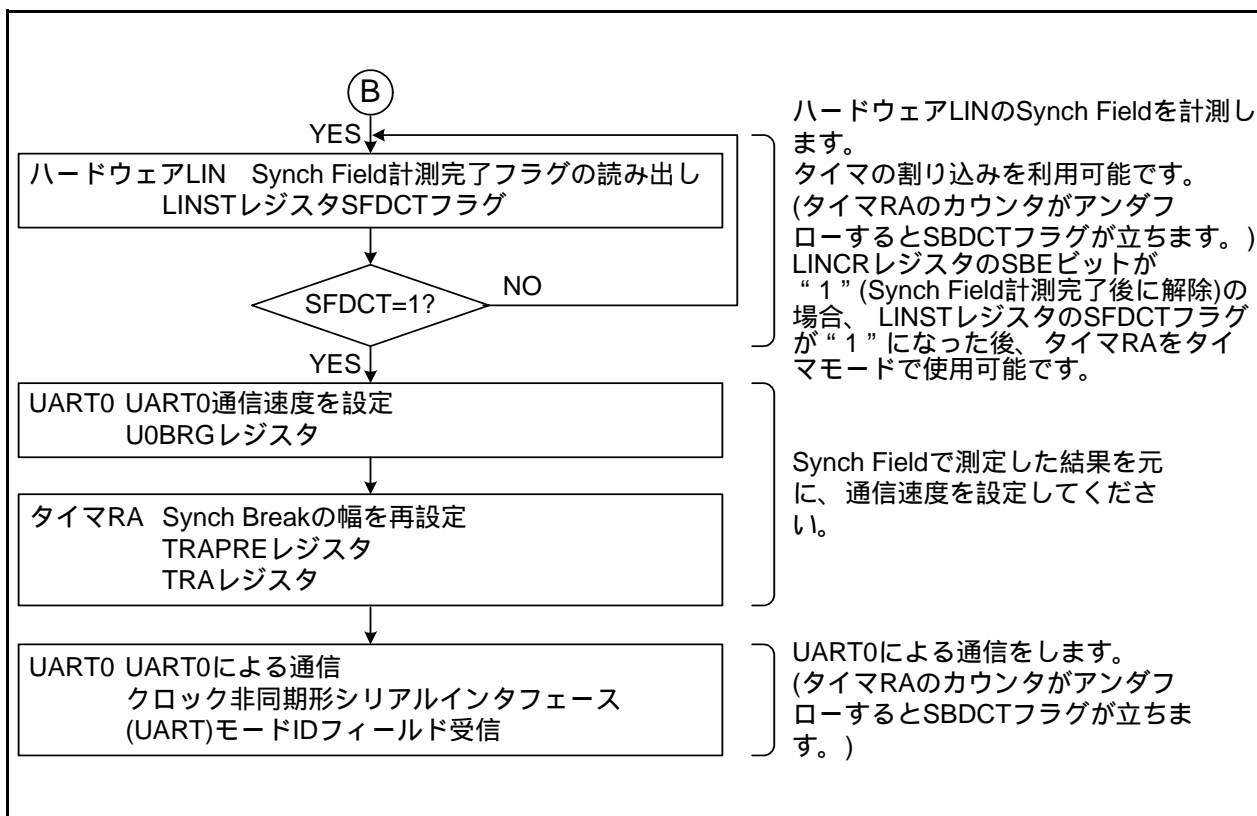 B
YES
ハードウェアLIN Synch Field計測完了フラグの読み出し
LINSTレジスタSFDCTフラグ
SFDCT=1?
NO
YES
ハードウェアLINのSynch Fieldを計測し
ます。
タイマの割り込みを利用可能です。
(タイマRAのカウンタがアンダフ
ローするとSBDCTフラグが立ちます。)
LINCRレジスタのSBEビットが
“1”(Synch Field計測完了後に解除)の
場合、LINSTレジスタのSFDCTフラグ
が“1”になった後、タイマRAをタイ
マモードで使用可能です。
UART0 UART0通信速度を設定
U0BRGレジスタ
タイマRA Synch Breakの幅を再設定
TRAPREレジスタ
TRAレジスタ
Synch Fieldで測定した結果を元
に、通信速度を設定してくださ
い。
UART0 UART0による通信
クロック非同期形シリアルインタフェース
(UART)モードIDフィールド受信
UART0による通信をします。
(タイマRAのカウンタがアンダフ
ローするとSBDCTフラグが立ちま
す。)